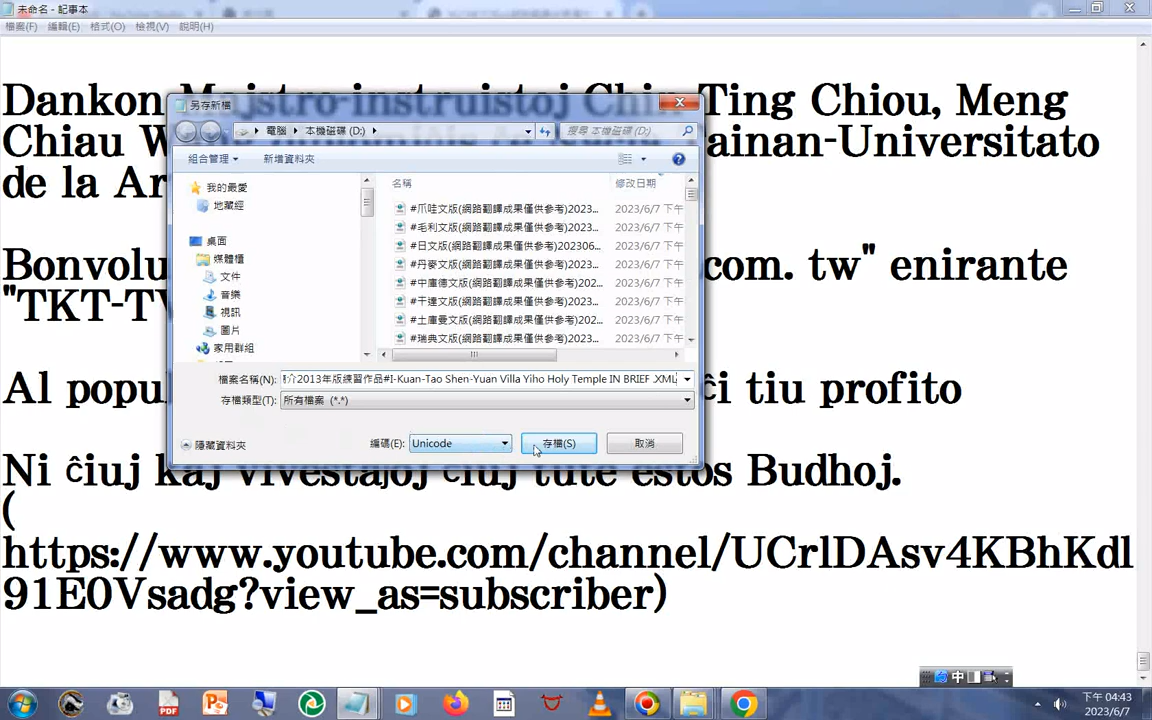 未命名 - 記事本
檔案(F) 編輯(E) 格式(O) 檢視(V) 說明(H)
Dankon Majstro-instruistoj Chin Ting Chiou, Meng
Chiau W Tainan-Universitato
de la Ar
另存新檔
電腦 本機磁碟 (D:)
搜尋 本機磁碟 (D:)
組合管理 新增資料夾
我的最愛
地藏經
桌面
媒體櫃
文件
音樂
視訊
圖片
家用群組
名稱 修改日期
#爪哇文版(網路翻譯成果僅供參考)2023... 2023/6/7 下午
#毛利文版(網路翻譯成果僅供參考)2023... 2023/6/7 下午
#日文版(網路翻譯成果僅供參考)202306... 2023/6/7 下午
#丹麥文版(網路翻譯成果僅供參考)2023... 2023/6/7 下午
#中庫德文版(網路翻譯成果僅供參考)202... 2023/6/7 下午
#干達文版(網路翻譯成果僅供參考)2023... 2023/6/7 下午
#土庫曼文版(網路翻譯成果僅供參考)202... 2023/6/7 下午
#瑞典文版(網路翻譯成果僅供參考)2023... 2023/6/7 下午
檔案名稱(N): 介2013年版練習作品#I-Kuan-Tao Shen-Yuan Villa Yiho Holy Temple IN BRIEF .XML
存檔類型(T): 所有檔案 (*.*)
隱藏資料夾 編碼(E): Unicode 存檔(S) 取消
Bonvolu com. tw" enirante
"TKT-TV
Al popul ĉi tiu profito
Ni ĉiuj kaj vivestaĵoj ĉiuj tute estos Budhoj.
(
https://www.youtube.com/channel/UCrlDAsv4KBhKdl
91E0Vsadg?view_as=subscriber)
中
下午 04:43
2023/6/7